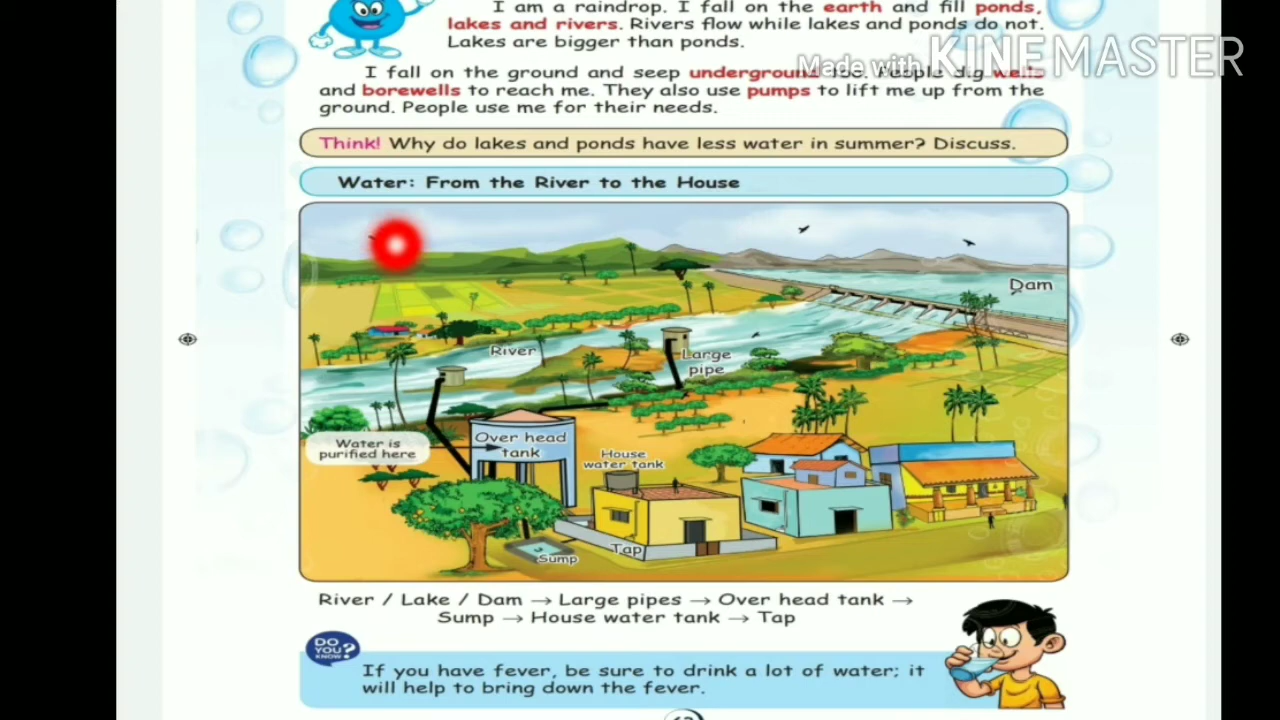 I am a raindrop. I fall on the earth and fill ponds,
lakes and rivers. Rivers flow while lakes and ponds do not.
Lakes are bigger than ponds.
I fall on the ground and seep underground too. People dig wells
and borewells to reach me. They also use pumps to lift me up from the
ground. People use me for their needs.
Made with KINEMASTER
Think! Why do lakes and ponds have less water in summer? Discuss.
Water: From the River to the House
Dam
River
Large
pipe
Water is
purified here
Over head
tank
House
water tank
Tap
Sump
River / Lake / Dam → Large pipes → Over head tank →
Sump → House water tank → Tap
DO
YOU
KNOW?
If you have fever, be sure to drink a lot of water; it
will help to bring down the fever.